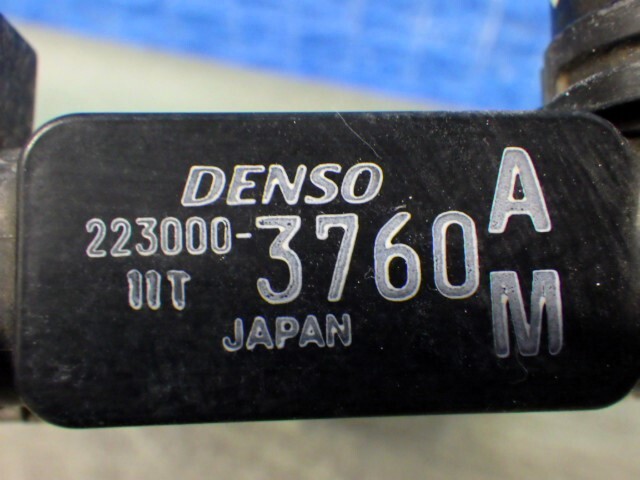 DENSO
223000-3760
11T
JAPAN
A
M